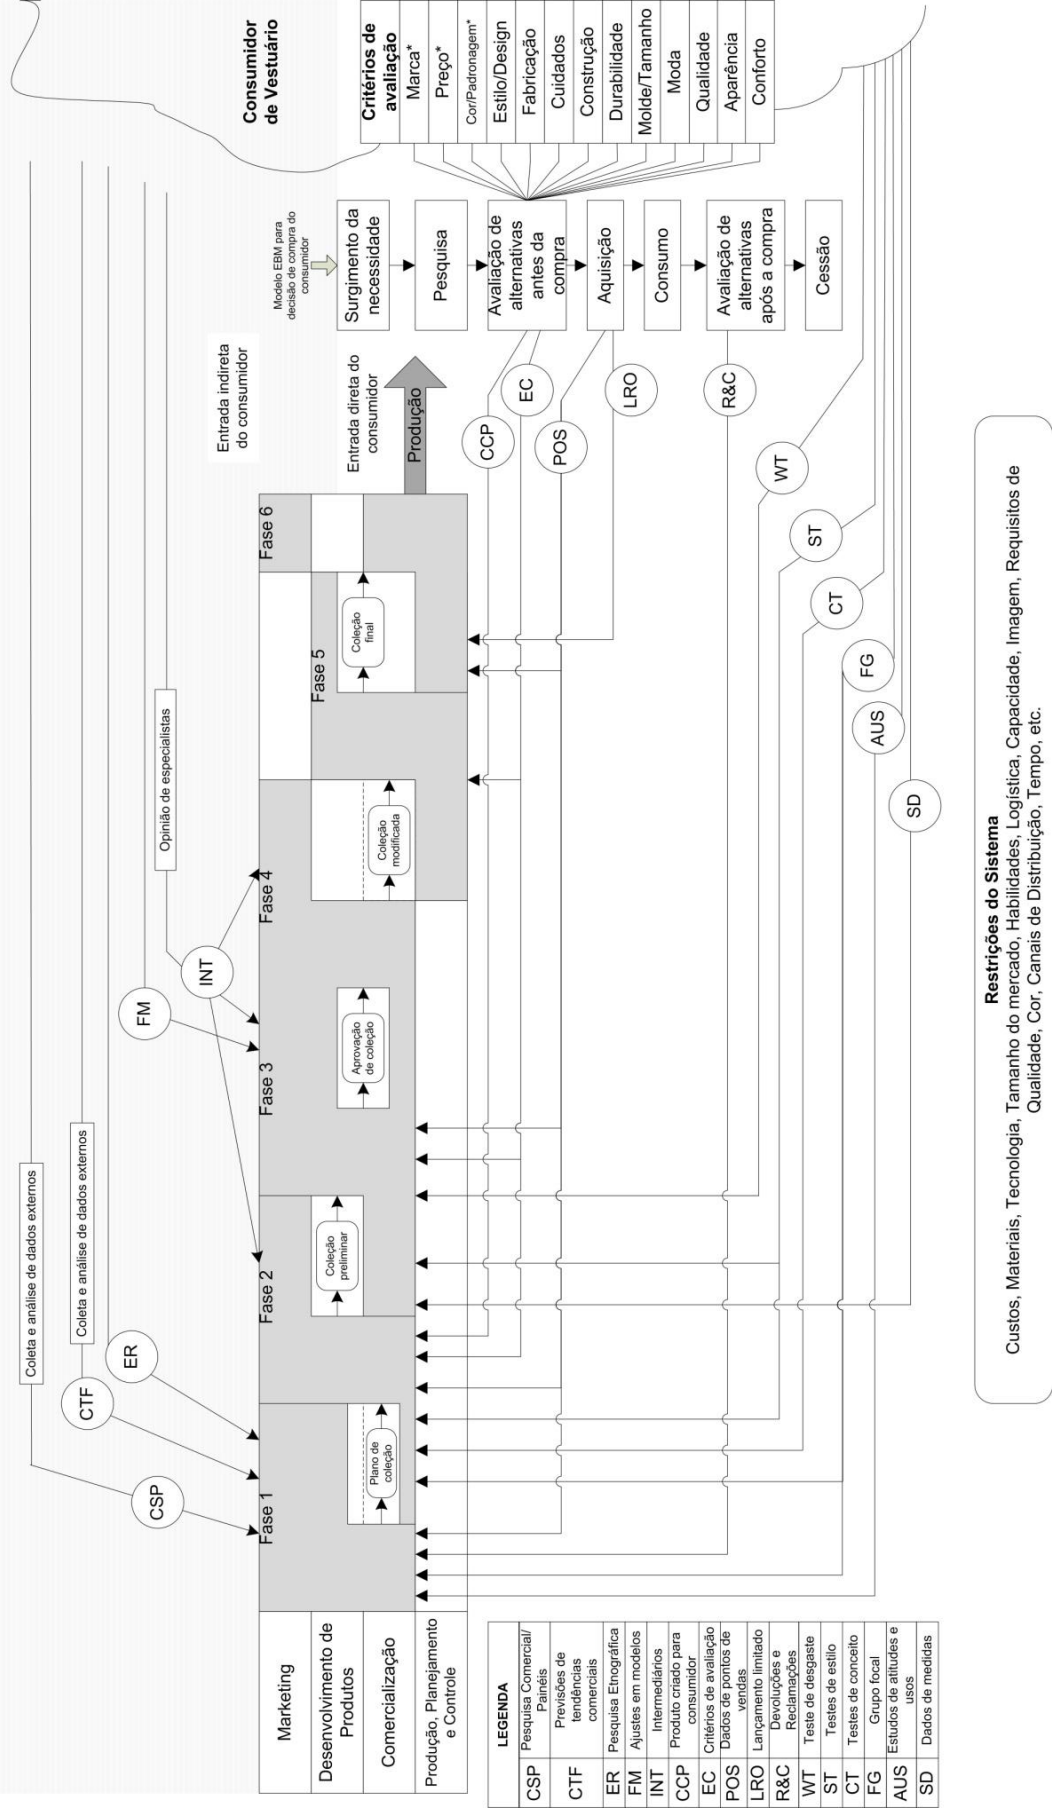 Coleta e análise de dados externos
Coleta e análise de dados externos
Opinião de especialistas
CSP
CTF
ER
FM
INT
Entrada indireta
do consumidor
Consumidor
de Vestuário
Marketing
Desenvolvimento de
Produtos
Comercialização
Produção, Planejamento
e Controle
Fase 1
Fase 2
Fase 3
Fase 4
Fase 5
Fase 6
Plano de
coleção
Coleção
preliminar
Aprovação
de coleção
Coleção
modificada
Coleção
final
Entrada direta do
consumidor
Produção
Modelo EBM para
decisão de compra do
consumidor
Surgimento da
necessidade
Pesquisa
Avaliação de
alternativas
antes da
compra
Aquisição
Consumo
Avaliação de
alternativas
após a compra
Cessão
Critérios de
avaliação
Marca*
Preço*
Cor/Padronagem*
Estilo/Design
Fabricação
Cuidados
Construção
Durabilidade
Molde/Tamanho
Moda
Qualidade
Aparência
Conforto
CCP
EC
POS
LRO
R&C
WT
ST
CT
FG
AUS
SD
LEGENDA
CSP Pesquisa Comercial/
Painéis
CTF Previsões de
tendências
comerciais
ER Pesquisa Etnográfica
FM Ajustes em modelos
INT Intermediários
CCP Produto criado para
consumidor
EC Critérios de avaliação
POS Dados de pontos de
vendas
LRO Lançamento limitado
R&C Devoluções e
Reclamações
WT Teste de desgaste
ST Testes de estilo
CT Testes de conceito
FG Grupo focal
AUS Estudos de atitudes e
usos
SD Dados de medidas
Restrições do Sistema
Custos, Materiais, Tecnologia, Tamanho do mercado, Habilidades, Logística, Capacidade, Imagem, Requisitos de
Qualidade, Cor, Canais de Distribuição, Tempo, etc.